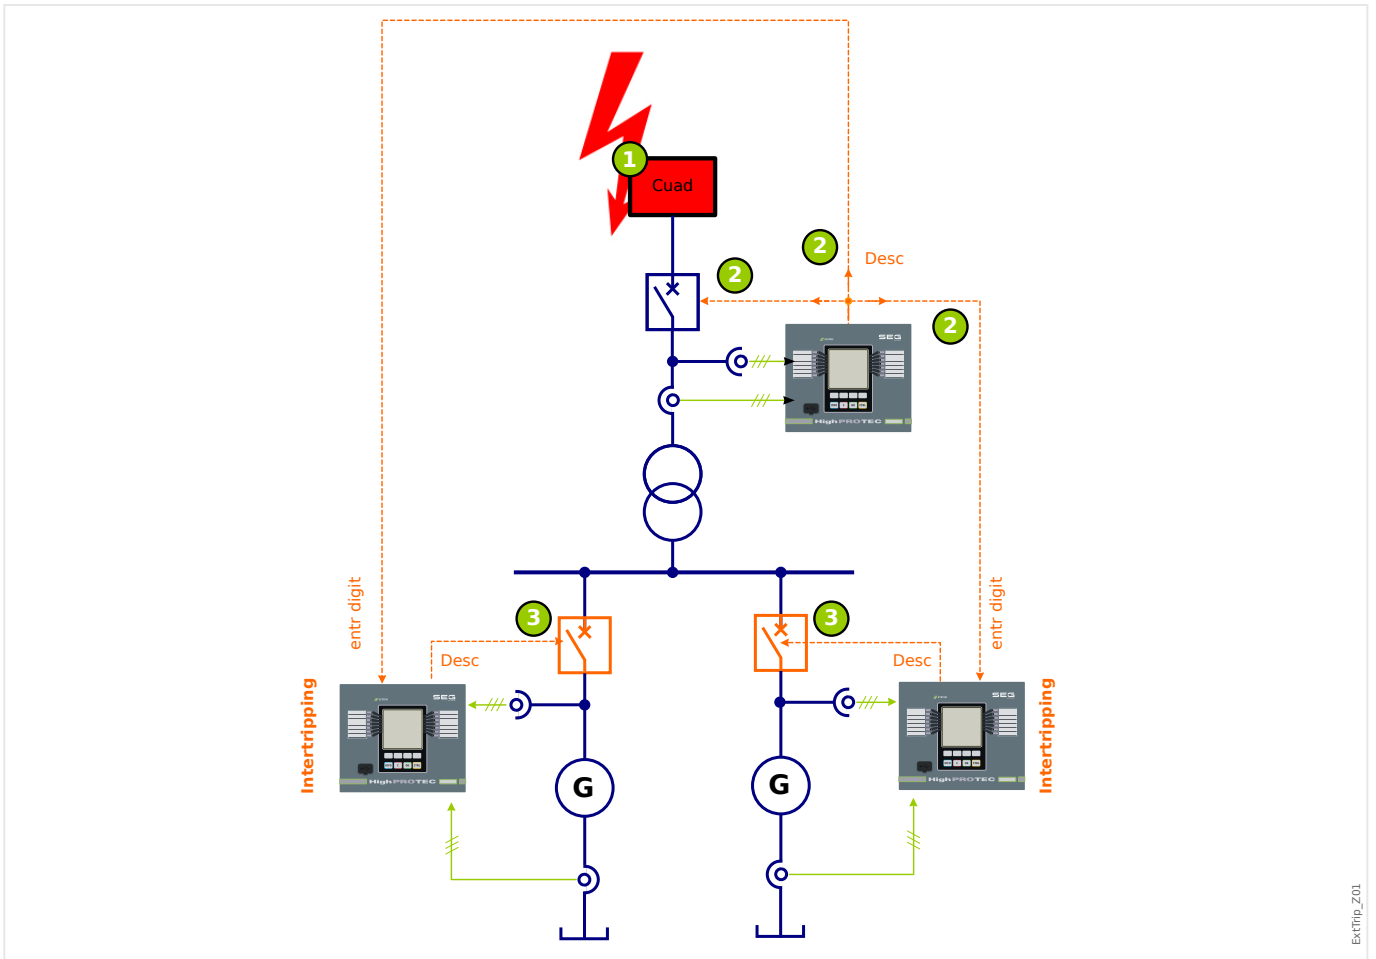 1
Cuad
2
Desc
2
2
SEG
HighPROTEC
entr digit
entr digit
3
3
Desc
Desc
Intertripping
SEG
HighPROTEC
SEG
HighPROTEC
Intertripping
G
G
ExtTrip_Z01